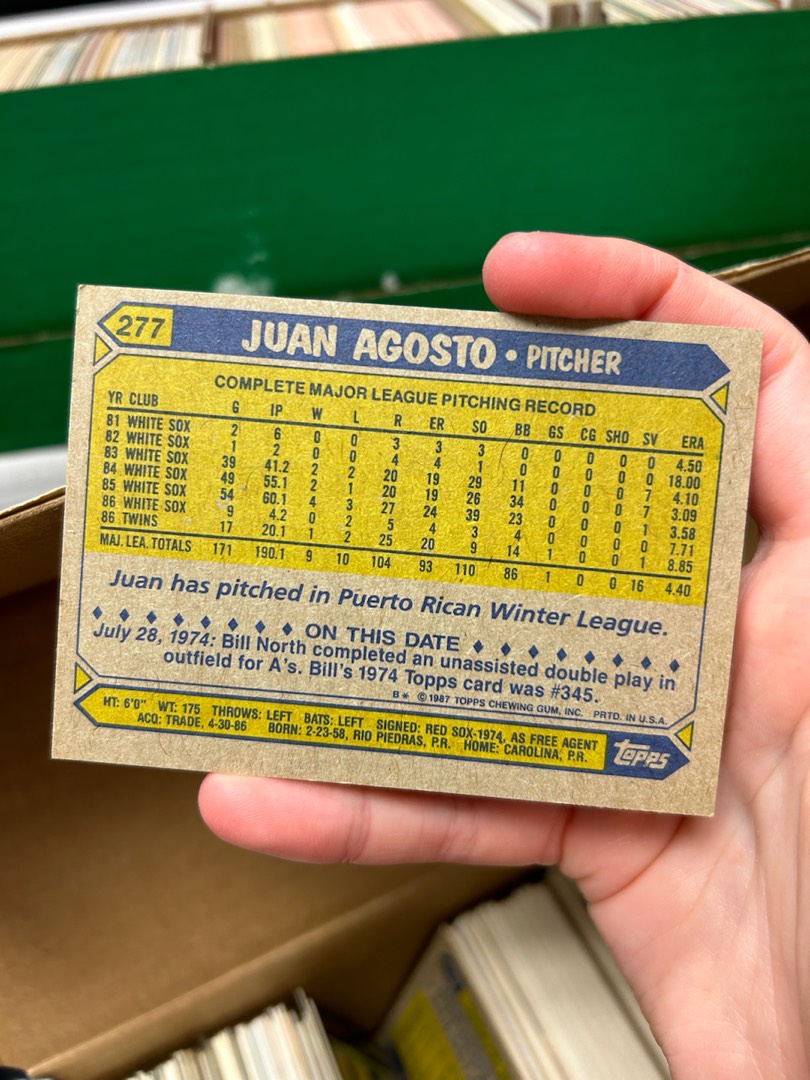 277 JUAN AGOSTO • PITCHER
COMPLETE MAJOR LEAGUE PITCHING RECORD
YR CLUB G IP W L R ER SO BB GS CG SHO SV ERA
81 WHITE SOX 2 6 0 0 3 3 3 0 0 0 0 0 4.50
82 WHITE SOX 1 2 0 0 4 4 1 0 0 0 0 0 18.00
83 WHITE SOX 39 41.2 2 2 20 19 29 11 0 0 0 7 4.10
84 WHITE SOX 49 55.1 2 1 20 19 26 34 0 0 0 7 3.09
85 WHITE SOX 54 60.1 4 3 27 24 39 23 0 0 0 1 3.58
86 WHITE SOX 9 4.2 0 2 5 4 3 4 0 0 0 0 7.71
86 TWINS 17 20.1 1 2 25 20 9 14 1 0 0 1 8.85
MAJ. LEA. TOTALS 171 190.1 9 10 104 93 110 86 1 0 0 16 4.40
Juan has pitched in Puerto Rican Winter League.
ON THIS DATE
July 28, 1974: Bill North completed an unassisted double play in
outfield for A's. Bill's 1974 Topps card was #345.
B* ©1987 TOPPS CHEWING GUM, INC. PRTD. IN U.S.A.
HT: 6'0" WT: 175 THROWS: LEFT BATS: LEFT SIGNED: RED SOX-1974, AS FREE AGENT
ACQ: TRADE, 4-30-86 BORN: 2-23-58, RIO PIEDRAS, P.R. HOME: CAROLINA, P.R.
topps